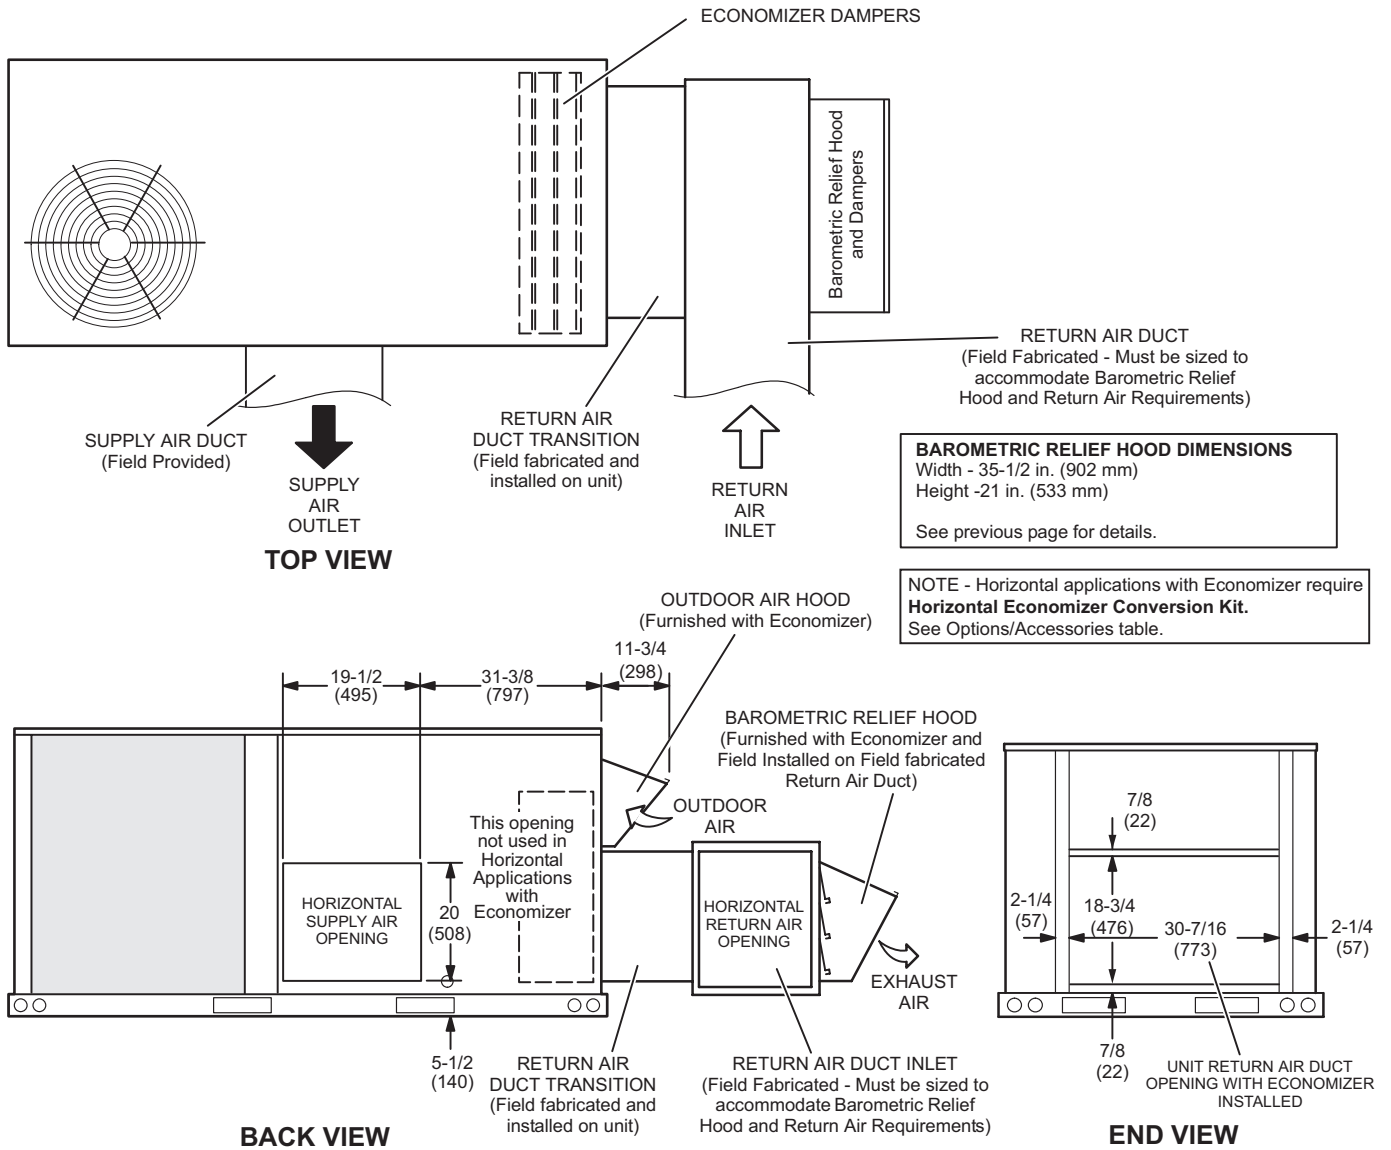 ECONOMIZER DAMPERS
Barometric Relief Hood
and Dampers
RETURN AIR DUCT
(Field Fabricated - Must be sized to
accommodate Barometric Relief
Hood and Return Air Requirements)
SUPPLY AIR DUCT
(Field Provided)
SUPPLY
AIR
OUTLET
RETURN AIR
DUCT TRANSITION
(Field fabricated and
installed on unit)
RETURN
AIR
INLET
TOP VIEW
BAROMETRIC RELIEF HOOD DIMENSIONS
Width - 35-1/2 in. (902 mm)
Height -21 in. (533 mm)
See previous page for details.
NOTE - Horizontal applications with Economizer require
Horizontal Economizer Conversion Kit.
See Options/Accessories table.
OUTDOOR AIR HOOD
(Furnished with Economizer)
19-1/2
(495)
31-3/8
(797)
11-3/4
(298)
BAROMETRIC RELIEF HOOD
(Furnished with Economizer and
Field Installed on Field fabricated
Return Air Duct)
OUTDOOR
AIR
This opening
not used in
Horizontal
Applications
with
Economizer
HORIZONTAL
SUPPLY AIR
OPENING
20
(508)
HORIZONTAL
RETURN AIR
OPENING
EXHAUST
AIR
5-1/2
(140)
RETURN AIR
DUCT TRANSITION
(Field fabricated and
installed on unit)
RETURN AIR DUCT INLET
(Field Fabricated - Must be sized to
accommodate Barometric Relief
Hood and Return Air Requirements)
BACK VIEW
7/8
(22)
2-1/4
(57)
18-3/4
(476)
30-7/16
(773)
2-1/4
(57)
7/8
(22)
UNIT RETURN AIR DUCT
OPENING WITH ECONOMIZER
INSTALLED
END VIEW